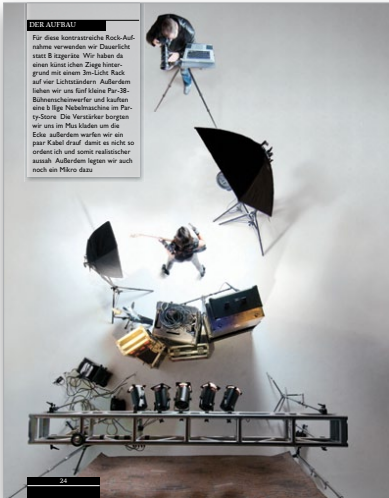 DER AUFBAU
Für diese kontrastreiche Rock-Auf-
nahme verwenden wir Dauerlicht
statt B itzgeräte Wir haben da
einen künst ichen Ziege hinter-
grund mit einem 3m-Licht Rack
auf vier Lichtständern Außerdem
liehen wir uns fünf kleine Par-38-
Bühnenscheinwerfer und kauften
eine b llige Nebelmaschine im Par-
ty-Store Die Verstärker borgten
wir uns im Mus kladen um die
Ecke außerdem warfen wir ein
paar Kabel drauf damit es nicht so
ordent ich und somit realistischer
aussah Außerdem legten wir auch
noch ein Mikro dazu
24